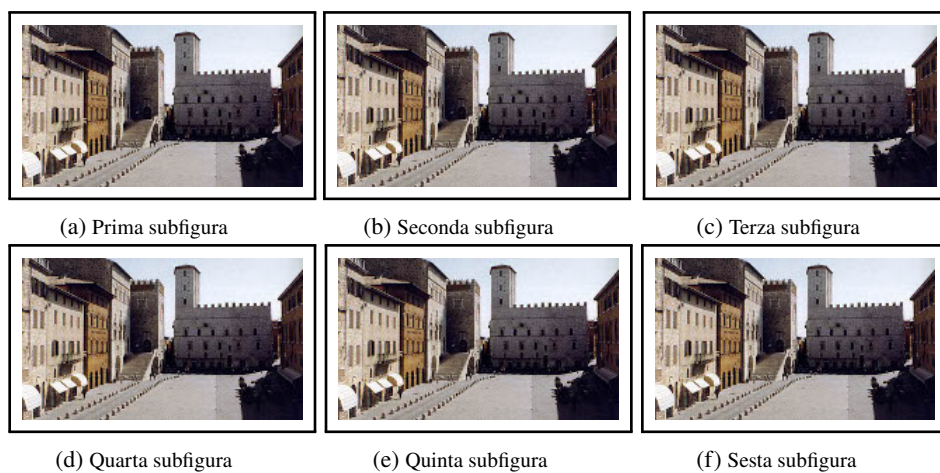 (a) Prima subfigura
(b) Seconda subfigura
(c) Terza subfigura
(d) Quarta subfigura
(e) Quinta subfigura
(f) Sesta subfigura